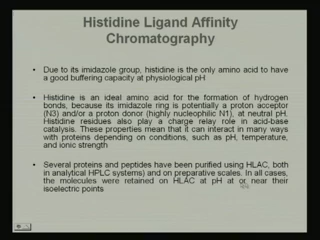 Histidine Ligand Affinity
Chromatography
• Due to its imidazole group, histidine is the only amino acid to have
a good buffering capacity at physiological pH
• Histidine is an ideal amino acid for the formation of hydrogen
bonds, because its imidazole ring is potentially a proton acceptor
(N3) and/or a proton donor (highly nucleophilic N1), at neutral pH.
Histidine residues also play a charge relay role in acid-base
catalysis. These properties mean that it can interact in many ways
with proteins depending on conditions, such as pH, temperature,
and ionic strength
• Several proteins and peptides have been purified using HLAC, both
in analytical HPLC systems) and on preparative scales. In all cases,
the molecules were retained on HLAC at pH at or near their
isoelectric points